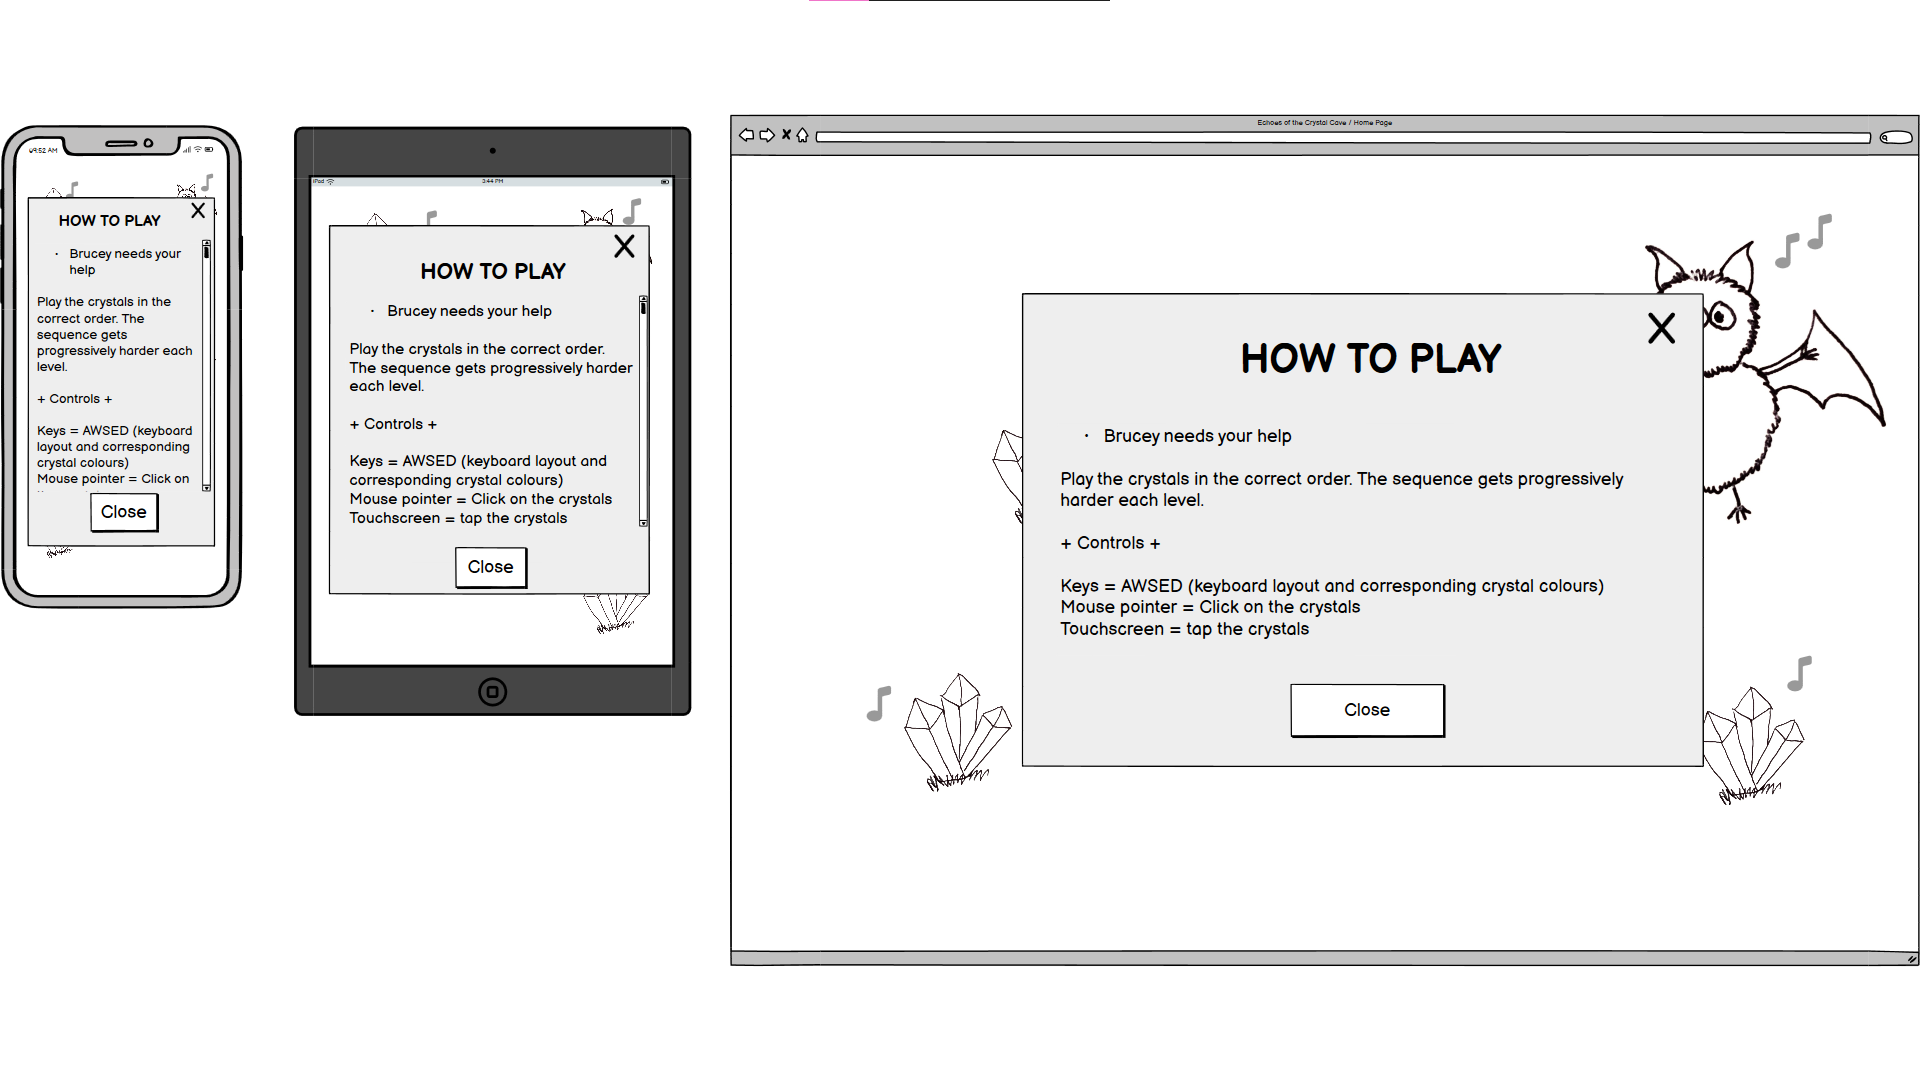 09:52 AM
HOW TO PLAY
· Brucey needs your
help
Play the crystals in the
correct order. The
sequence gets
progressively harder each
level.
+ Controls +
Keys = AWSED (keyboard
layout and corresponding
crystal colours)
Mouse pointer = Click on
Close
iPad
3:44 PM
HOW TO PLAY
· Brucey needs your help
Play the crystals in the correct order.
The sequence gets progressively harder
each level.
+ Controls +
Keys = AWSED (keyboard layout and
corresponding crystal colours)
Mouse pointer = Click on the crystals
Touchscreen = tap the crystals
Close
Echoes of the Crystal Cave / Home Page
HOW TO PLAY
· Brucey needs your help
Play the crystals in the correct order. The sequence gets progressively
harder each level.
+ Controls +
Keys = AWSED (keyboard layout and corresponding crystal colours)
Mouse pointer = Click on the crystals
Touchscreen = tap the crystals
Close